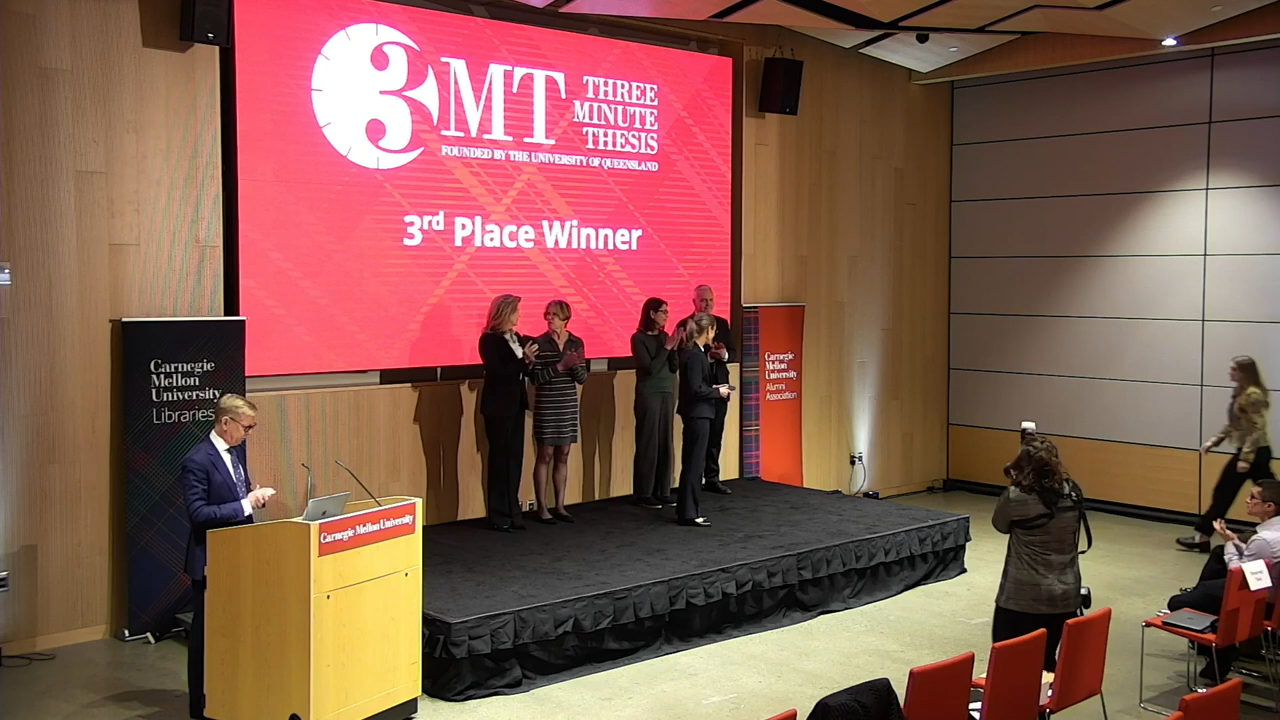 3MT THREE
MINUTE
THESIS
FOUNDED BY THE UNIVERSITY OF QUEENSLAND
3rd Place Winner
Carnegie
Mellon
University
Libraries
Carnegie
Mellon
University
Alumni
Association
Carnegie Mellon University